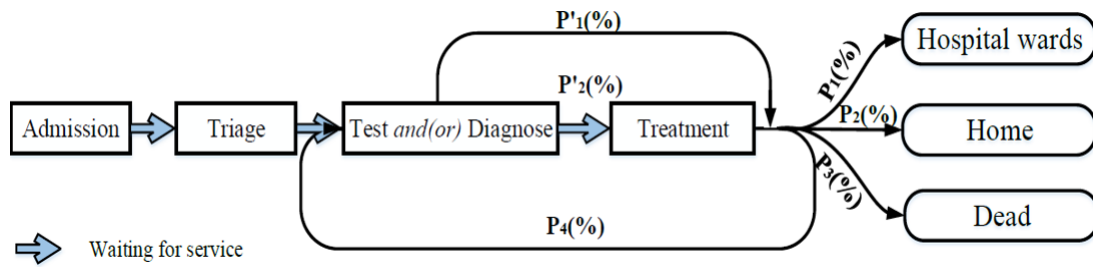 P'1(%)
Hospital wards
P1(%)
P'2(%)
Admission
Triage
Test and(or) Diagnose
Treatment
P2(%)
Home
P3(%)
Dead
P4(%)
Waiting for service